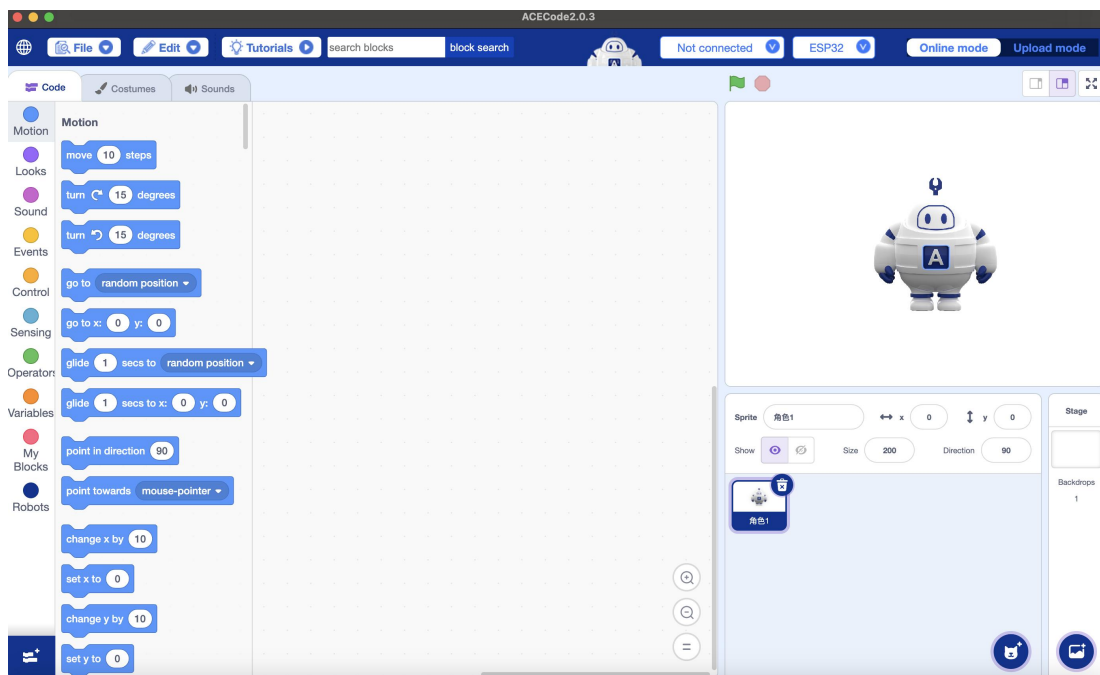 ACECode2.0.3
File Edit Tutorials search blocks block search A Not connected ESP32 Online mode Upload mode
Code Costumes Sounds
Motion
Looks
Sound
Events
Control
Sensing
Operators
Variables
My
Blocks
Robots
Motion
move 10 steps
turn 15 degrees
turn 15 degrees
go to random position
go to x: 0 y: 0
glide 1 secs to random position
glide 1 secs to x: 0 y: 0
point in direction 90
point towards mouse-pointer
change x by 10
set x to 0
change y by 10
set y to 0
A
Sprite 角色1 x 0 y 0
Show Size 200 Direction 90
角色1
Stage
Backdrops
1